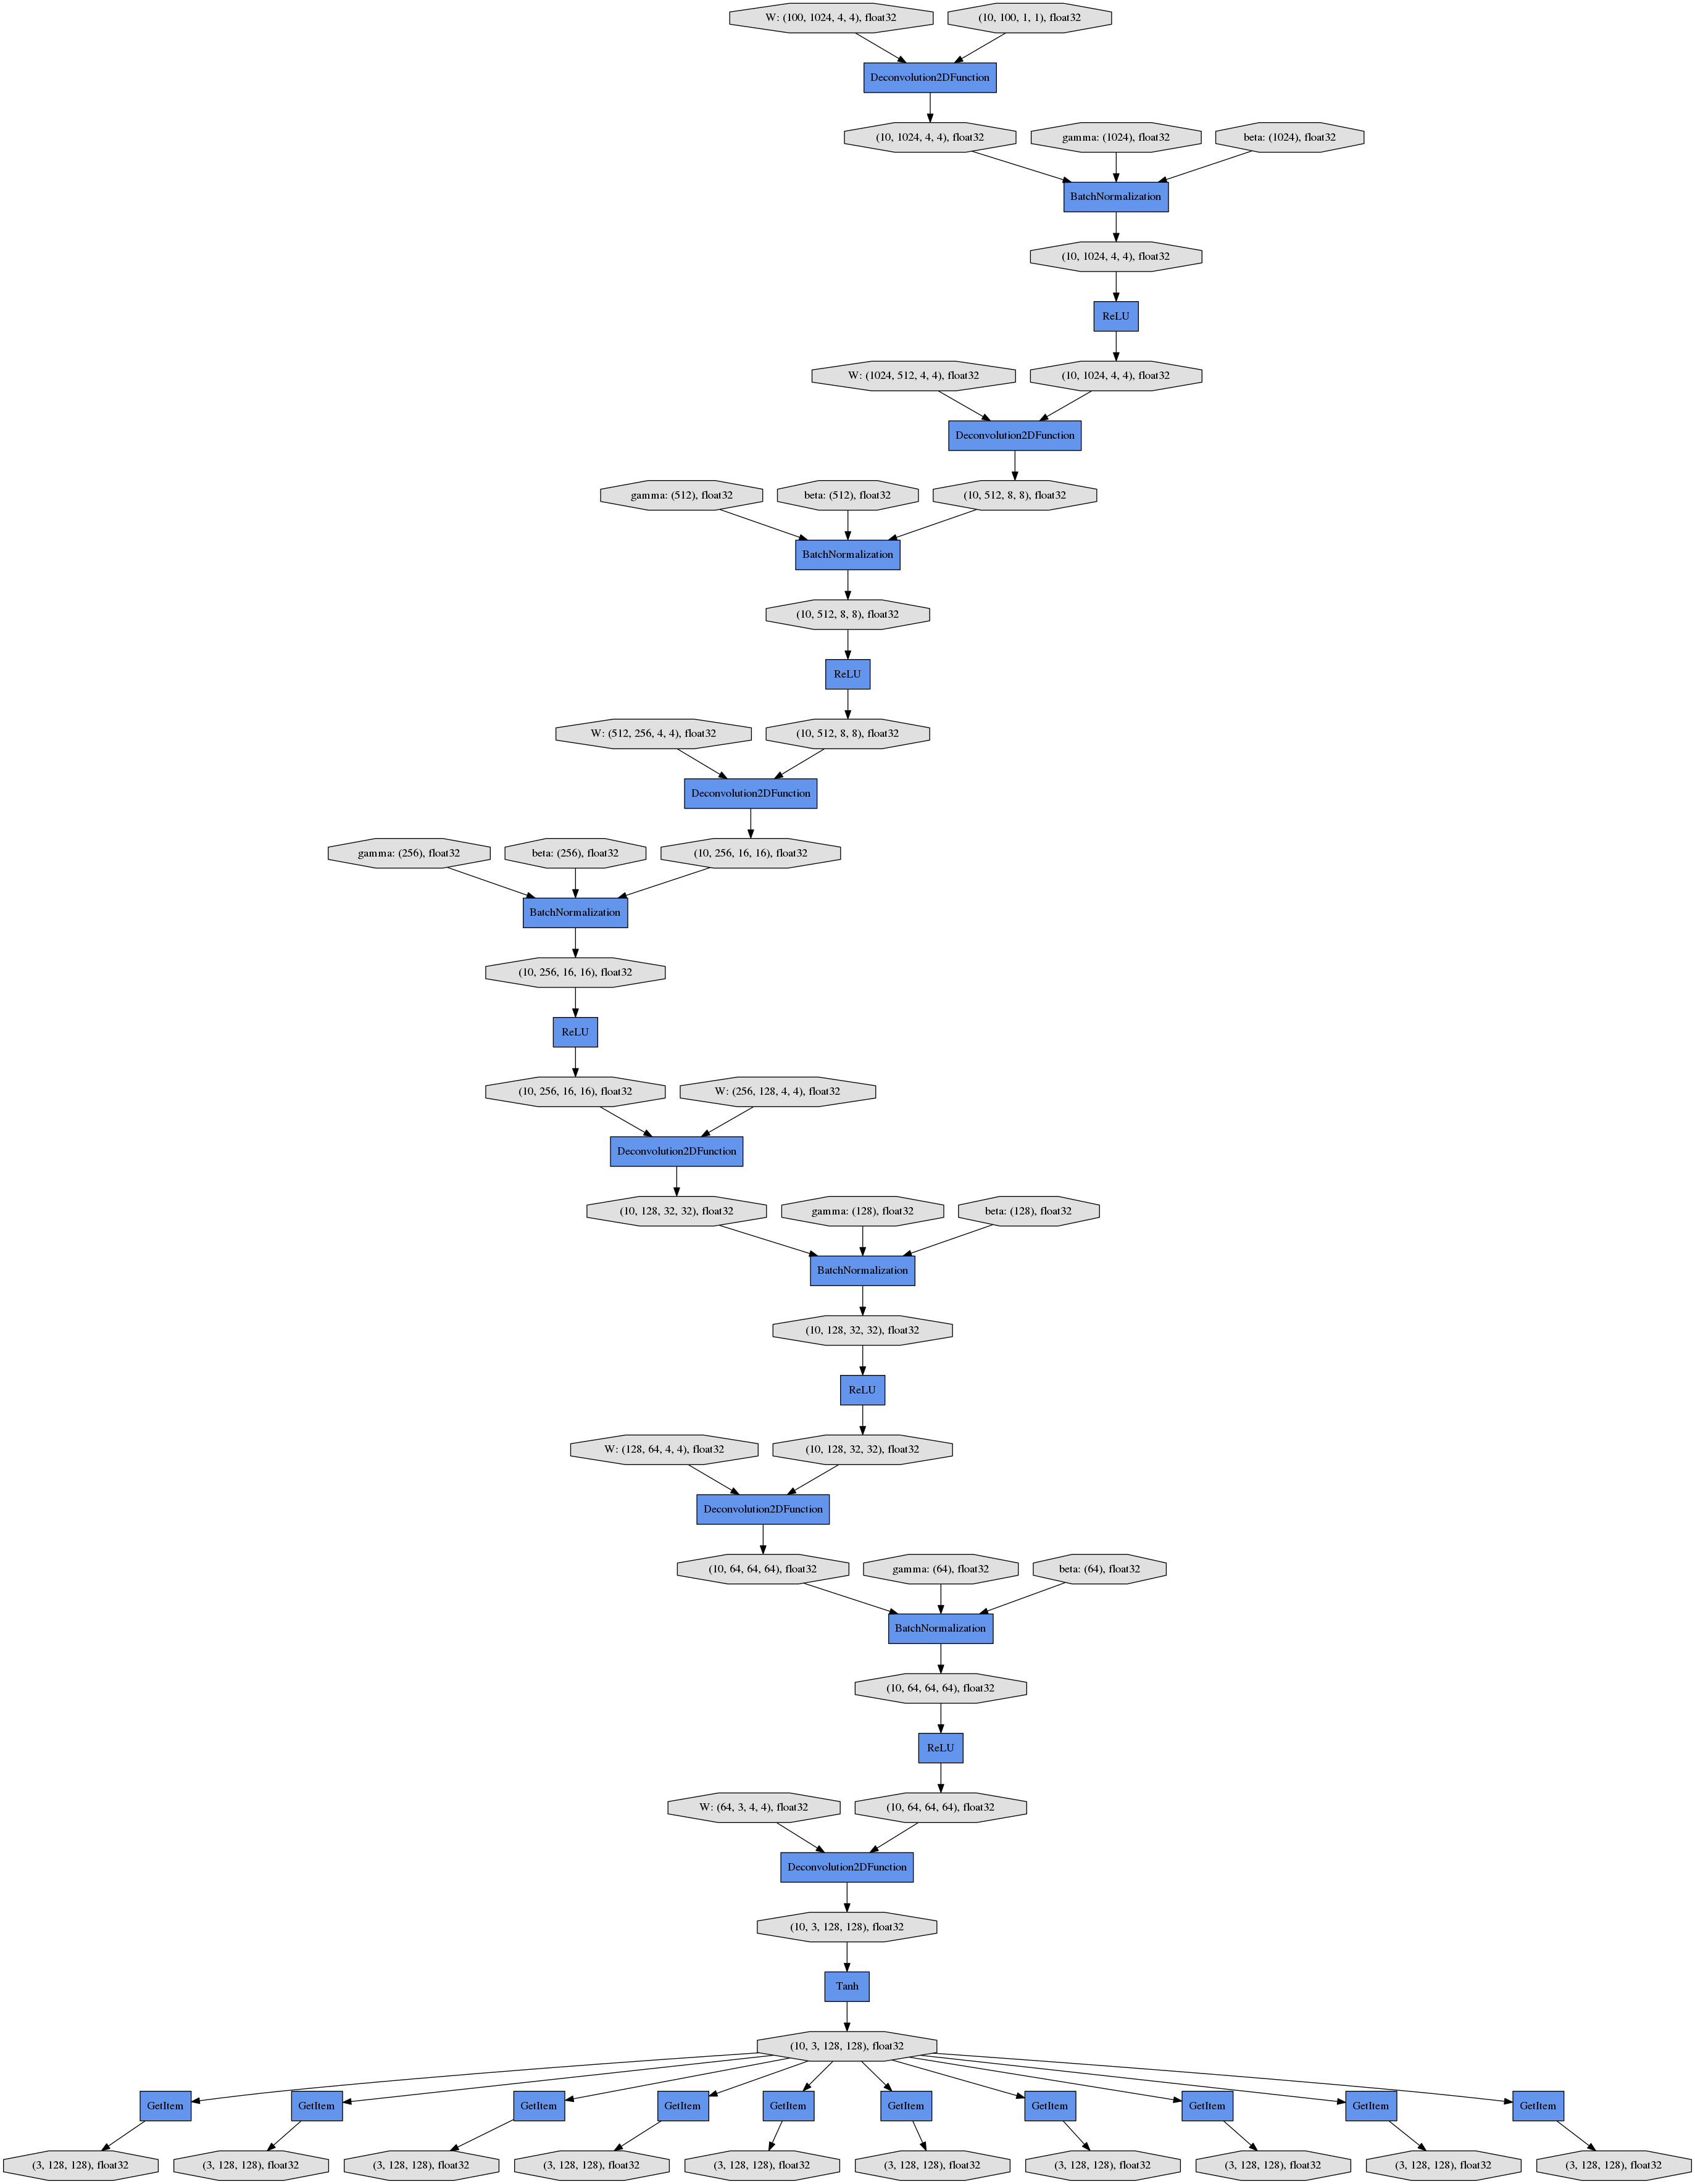 W: (100, 1024, 4, 4), float32
(10, 100, 1, 1), float32
Deconvolution2DFunction
(10, 1024, 4, 4), float32
gamma: (1024), float32
beta: (1024), float32
BatchNormalization
(10, 1024, 4, 4), float32
ReLU
W: (1024, 512, 4, 4), float32
(10, 1024, 4, 4), float32
Deconvolution2DFunction
gamma: (512), float32
beta: (512), float32
(10, 512, 8, 8), float32
BatchNormalization
(10, 512, 8, 8), float32
ReLU
W: (512, 256, 4, 4), float32
(10, 512, 8, 8), float32
Deconvolution2DFunction
gamma: (256), float32
beta: (256), float32
(10, 256, 16, 16), float32
BatchNormalization
(10, 256, 16, 16), float32
ReLU
(10, 256, 16, 16), float32
W: (256, 128, 4, 4), float32
Deconvolution2DFunction
(10, 128, 32, 32), float32
gamma: (128), float32
beta: (128), float32
BatchNormalization
(10, 128, 32, 32), float32
ReLU
W: (128, 64, 4, 4), float32
(10, 128, 32, 32), float32
Deconvolution2DFunction
(10, 64, 64, 64), float32
gamma: (64), float32
beta: (64), float32
BatchNormalization
(10, 64, 64, 64), float32
ReLU
W: (64, 3, 4, 4), float32
(10, 64, 64, 64), float32
Deconvolution2DFunction
(10, 3, 128, 128), float32
Tanh
(10, 3, 128, 128), float32
GetItem
GetItem
GetItem
GetItem
GetItem
GetItem
GetItem
GetItem
GetItem
GetItem
(3, 128, 128), float32
(3, 128, 128), float32
(3, 128, 128), float32
(3, 128, 128), float32
(3, 128, 128), float32
(3, 128, 128), float32
(3, 128, 128), float32
(3, 128, 128), float32
(3, 128, 128), float32
(3, 128, 128), float32